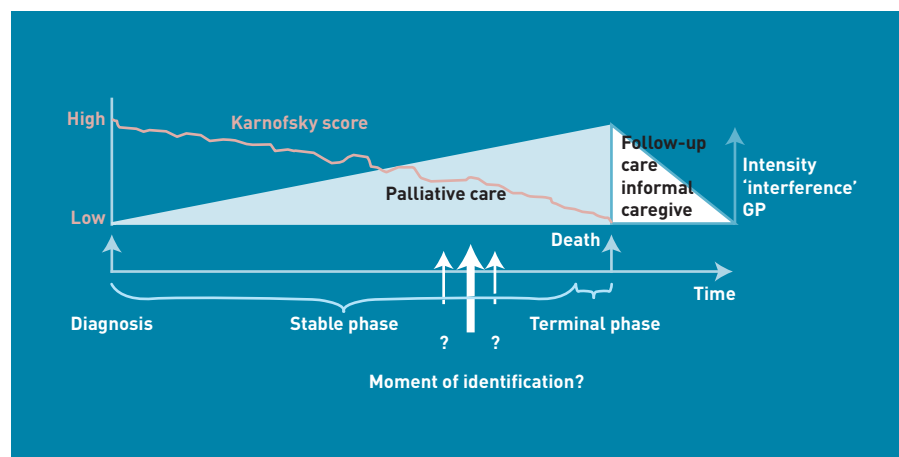 High
Karnofsky score
Follow-up
care
informal
caregive
Intensity
‘interference’
GP
Palliative care
Low
Death
Time
Diagnosis
Stable phase
Terminal phase
?
?
Moment of identification?